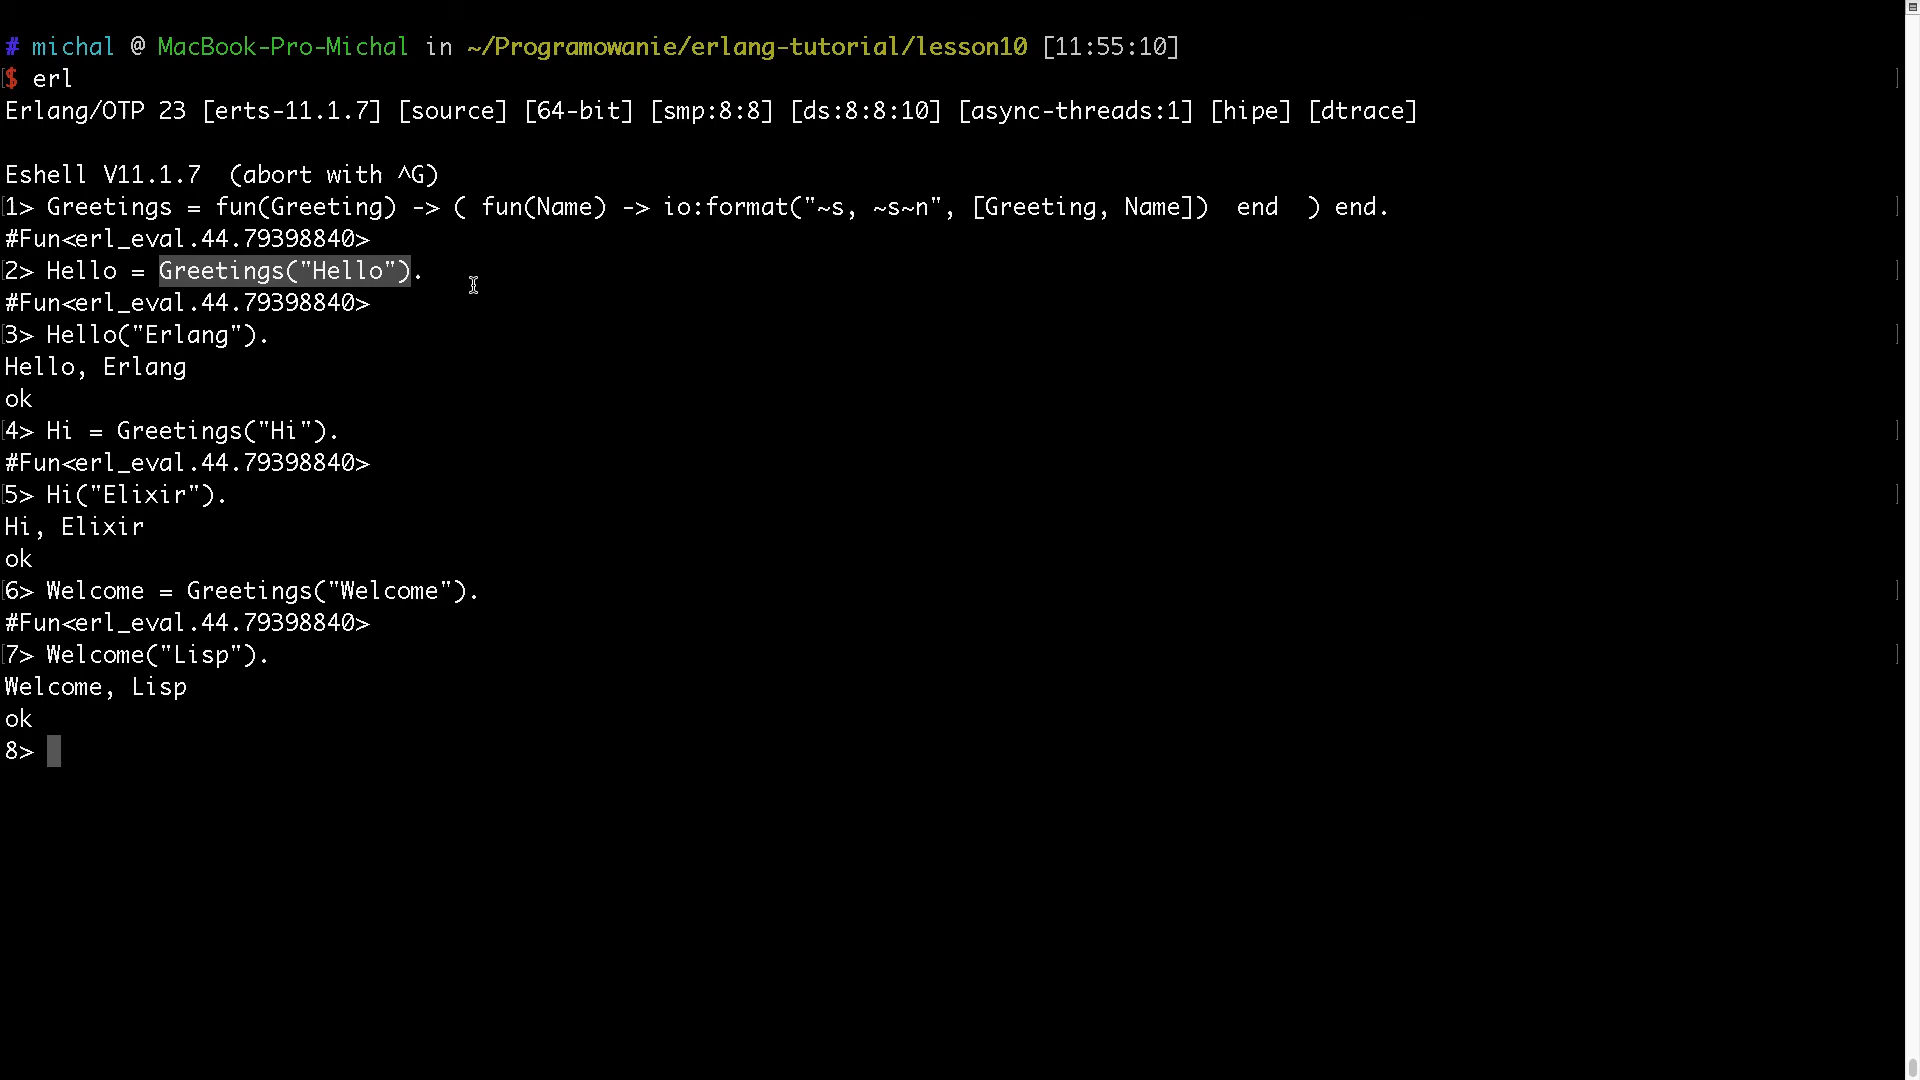 # michal @ MacBook-Pro-Michal in ~/Programowanie/erlang-tutorial/lesson10 [11:55:10]
$ erl
Erlang/OTP 23 [erts-11.1.7] [source] [64-bit] [smp:8:8] [ds:8:8:10] [async-threads:1] [hipe] [dtrace]
Eshell V11.1.7  (abort with ^G)
1> Greetings = fun(Greeting) -> ( fun(Name) -> io:format("~s, ~s~n", [Greeting, Name])  end  ) end.
#Fun<erl_eval.44.79398840>
2> Hello = Greetings("Hello").
#Fun<erl_eval.44.79398840>
3> Hello("Erlang").
Hello, Erlang
ok
4> Hi = Greetings("Hi").
#Fun<erl_eval.44.79398840>
5> Hi("Elixir").
Hi, Elixir
ok
6> Welcome = Greetings("Welcome").
#Fun<erl_eval.44.79398840>
7> Welcome("Lisp").
Welcome, Lisp
ok
8>